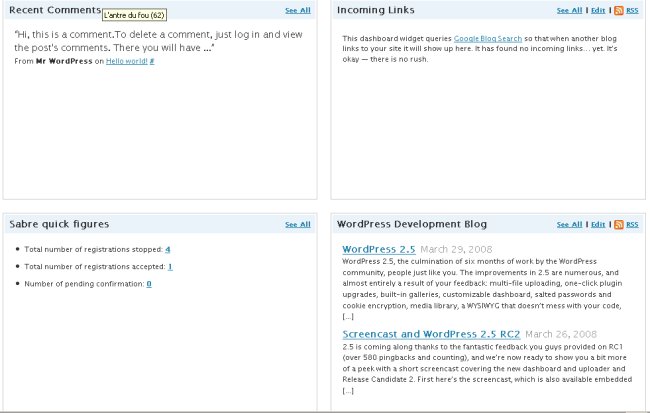 Recent Comments
L'antre du fou (62)
See All
"Hi, this is a comment.To delete a comment, just log in and view
the post's comments. There you will have ..."
From Mr WordPress on Hello world! #
Incoming Links
See All | Edit | RSS
This dashboard widget queries Google Blog Search so that when another blog
links to your site it will show up here. It has found no incoming links... yet. It's
okay — there is no rush.
Sabre quick figures
See All
Total number of registrations stopped: 4
Total number of registrations accepted: 1
Number of pending confirmation: 0
WordPress Development Blog
See All | Edit | RSS
WordPress 2.5 March 29, 2008
WordPress 2.5, the culmination of six months of work by the WordPress
community, people just like you. The improvements in 2.5 are numerous, and
almost entirely a result of your feedback: multi-file uploading, one-click plugin
upgrades, built-in galleries, customizable dashboard, salted passwords and
cookie encryption, media library, a WYSIWYG that doesn't mess with your code,
[...]
Screencast and WordPress 2.5 RC2 March 26, 2008
2.5 is coming along thanks to the fantastic feedback you guys provided on RC1
(over 580 pingbacks and counting), and we're now ready to show you a bit more
of a peek with a short screencast covering the new dashboard and uploader and
Release Candidate 2. First here's the screencast, which is also available embedded
[...]